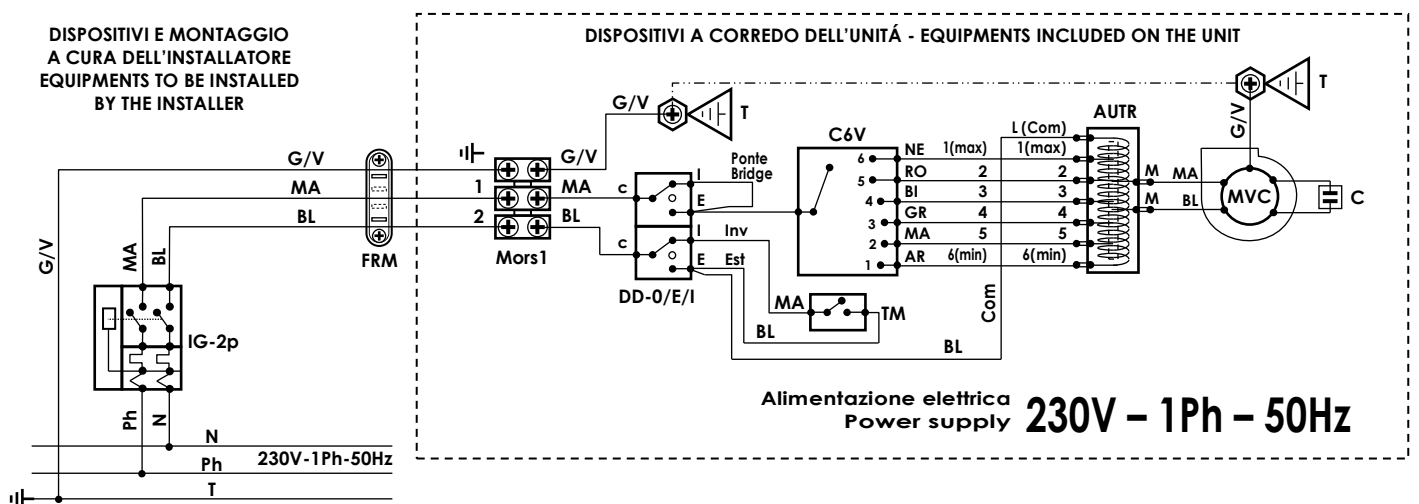 DISPOSITIVI E MONTAGGIO
A CURA DELL'INSTALLATORE
EQUIPMENTS TO BE INSTALLED
BY THE INSTALLER
DISPOSITIVI A CORREDO DELL'UNITÁ - EQUIPMENTS INCLUDED ON THE UNIT
G/V
T
T
G/V
AUTR
C6V
L (Com)
G/V
G/V
MA
BL
FRM
1
2
MA
BL
Mors1
c
I
E
Ponte
Bridge
c
I
Inv
E
Est
DD-0/E/I
6
NE
1(max)
1(max)
5
RO
2
2
4
BI
3
3
3
GR
4
4
2
MA
5
5
1
AR
6(min)
6(min)
M
MA
M
BL
MVC
C
MA
TM
BL
BL
Com
G/V
MA
BL
IG-2p
Ph
N
N
Ph
230V-1Ph-50Hz
T
Alimentazione elettrica
Power supply
230V – 1Ph – 50Hz